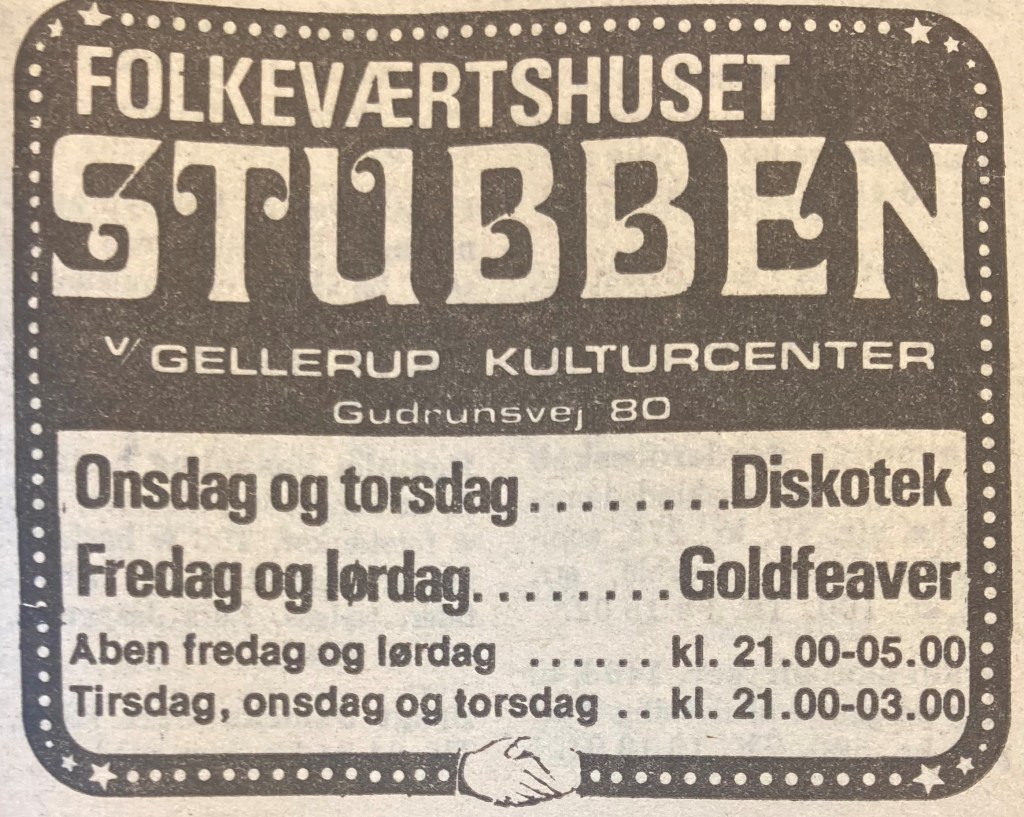 FOLKEVÆRTSHUSET
STUBBEN
v/ GELLERUP KULTURCENTER
Gudrunsvej 80
Onsdag og torsdag ........ Diskotek
Fredag og lørdag ........ Goldfeaver
Aben fredag og lørdag ...... kl. 21.00-05.00
Tirsdag, onsdag og torsdag .. kl. 21.00-03.00